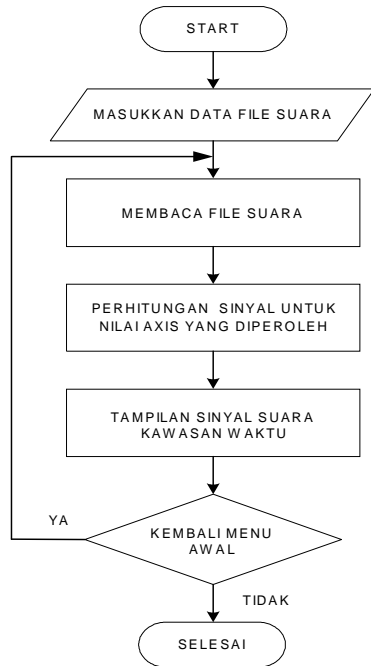 START
MASUKKAN DATA FILE SUARA
MEMBACA FILE SUARA
PERHITUNGAN SINYAL UNTUK
NILAI AXIS YANG DIPEROLEH
TAMPILAN SINYAL SUARA
KAWASAN WAKTU
YA
KEMBALI MENU
AWAL
TIDAK
SELESAI